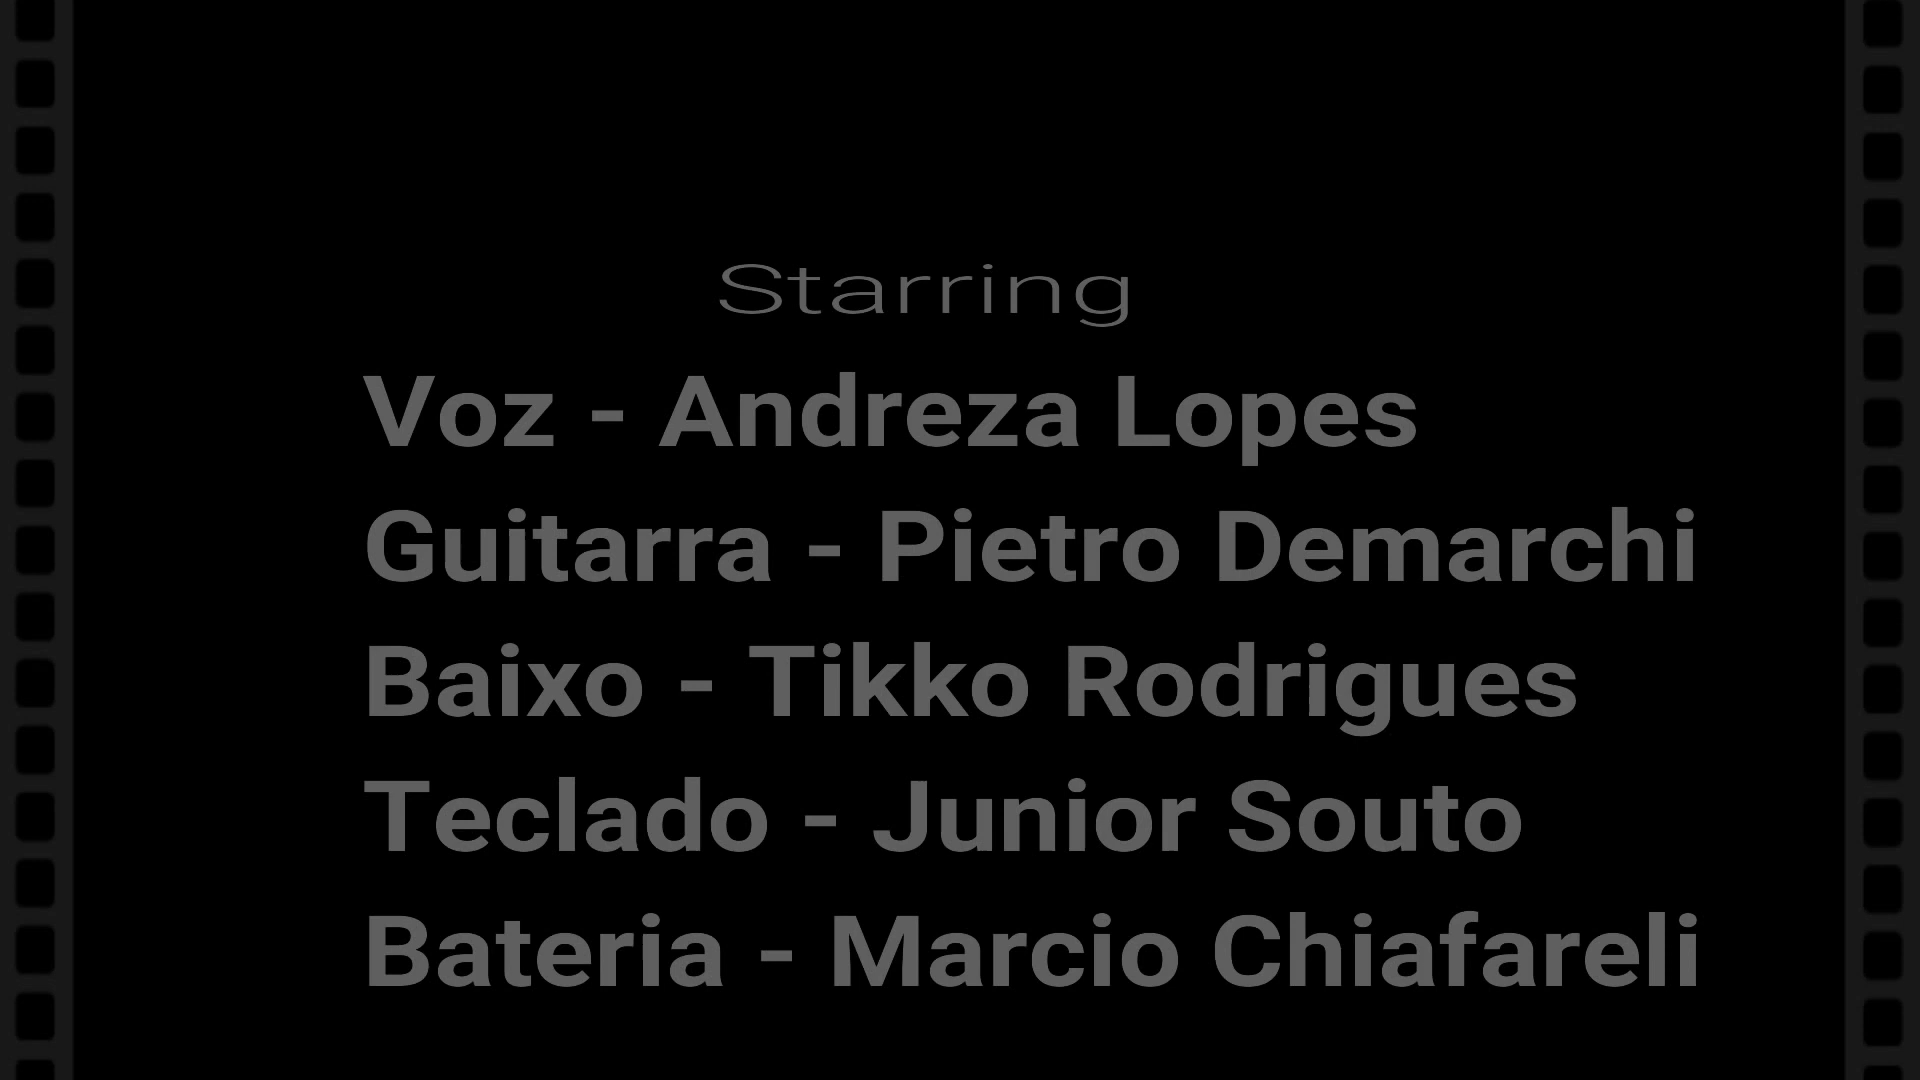 Starring
Voz - Andreza Lopes
Guitarra - Pietro Demarchi
Baixo - Tikko Rodrigues
Teclado - Junior Souto
Bateria - Marcio Chiafareli